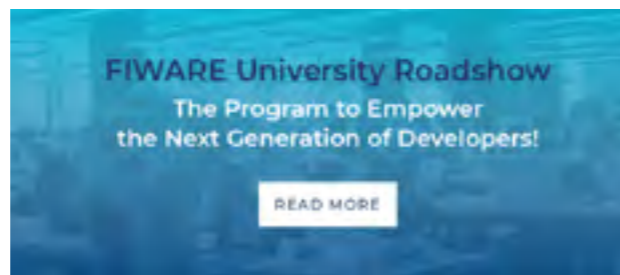 FIWARE University Roadshow
The Program to Empower
the Next Generation of Developers!
READ MORE